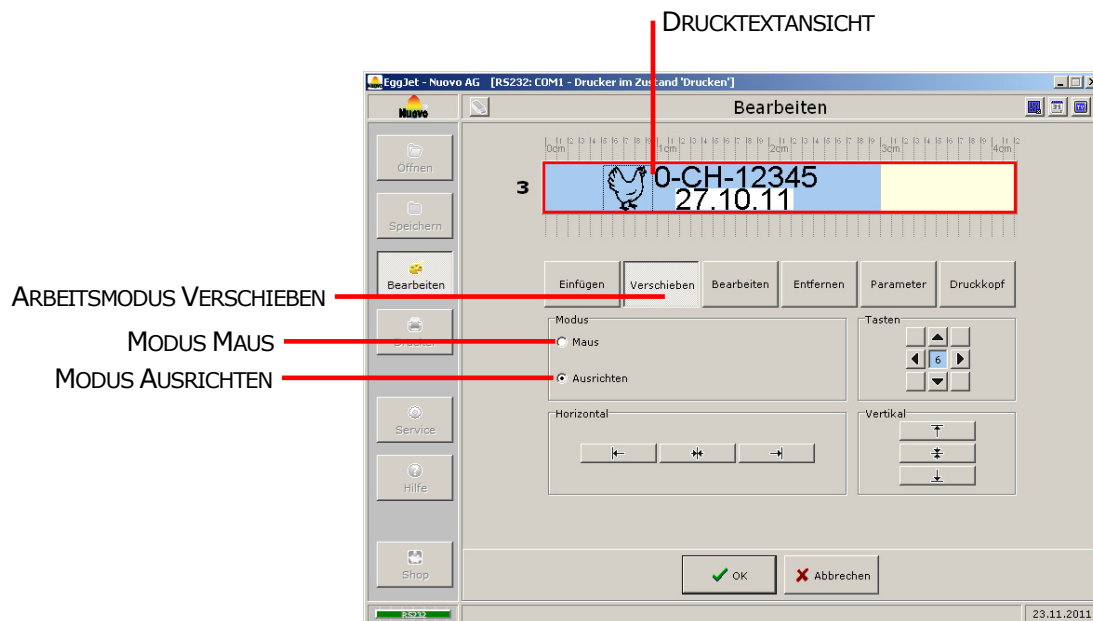 DRUCKTEXTANSICHT
EggJet - Nuovo AG [RS232: COM1 - Drucker im Zustand 'Drucken']
Nuovo
Bearbeiten
Öffnen
Speichern
Bearbeiten
Drucker
Service
Hilfe
Shop
RS232
0cm 1cm 2cm 3cm 4cm
3
0-CH-12345
27.10.11
Einfügen Verschieben Bearbeiten Entfernen Parameter Druckkopf
ARBEITSMODUS VERSCHIEBEN
MODUS MAUS
MODUS AUSRICHTEN
Modus
Maus
Ausrichten
Tasten
6
Horizontal
Vertikal
OK Abbrechen
23.11.2011